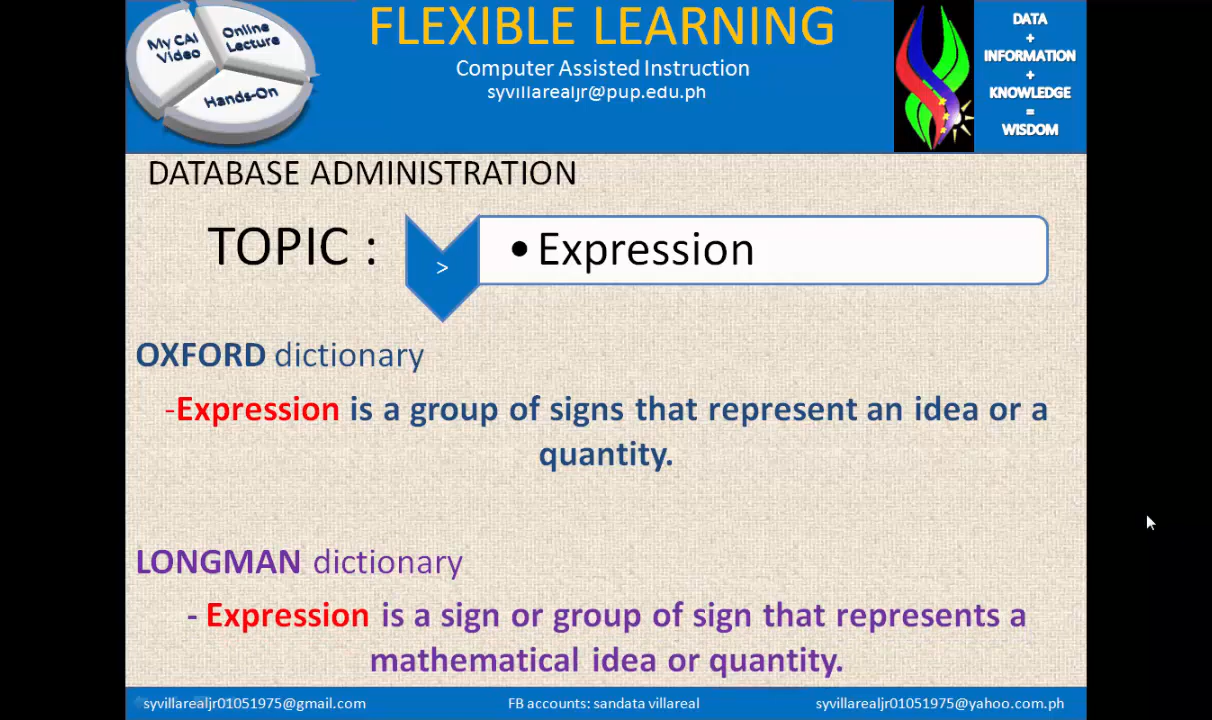 FLEXIBLE LEARNING
Computer Assisted Instruction
syvillarealjr@pup.edu.ph
My CAI
Video
Online
Lecture
Hands-On
DATA
+
INFORMATION
+
KNOWLEDGE
=
WISDOM
DATABASE ADMINISTRATION
TOPIC :
>
•Expression
OXFORD dictionary
-Expression is a group of signs that represent an idea or a
quantity.
LONGMAN dictionary
- Expression is a sign or group of sign that represents a
mathematical idea or quantity.
syvillarealjr01051975@gmail.com
FB accounts: sandata villareal
syvillarealjr01051975@yahoo.com.ph